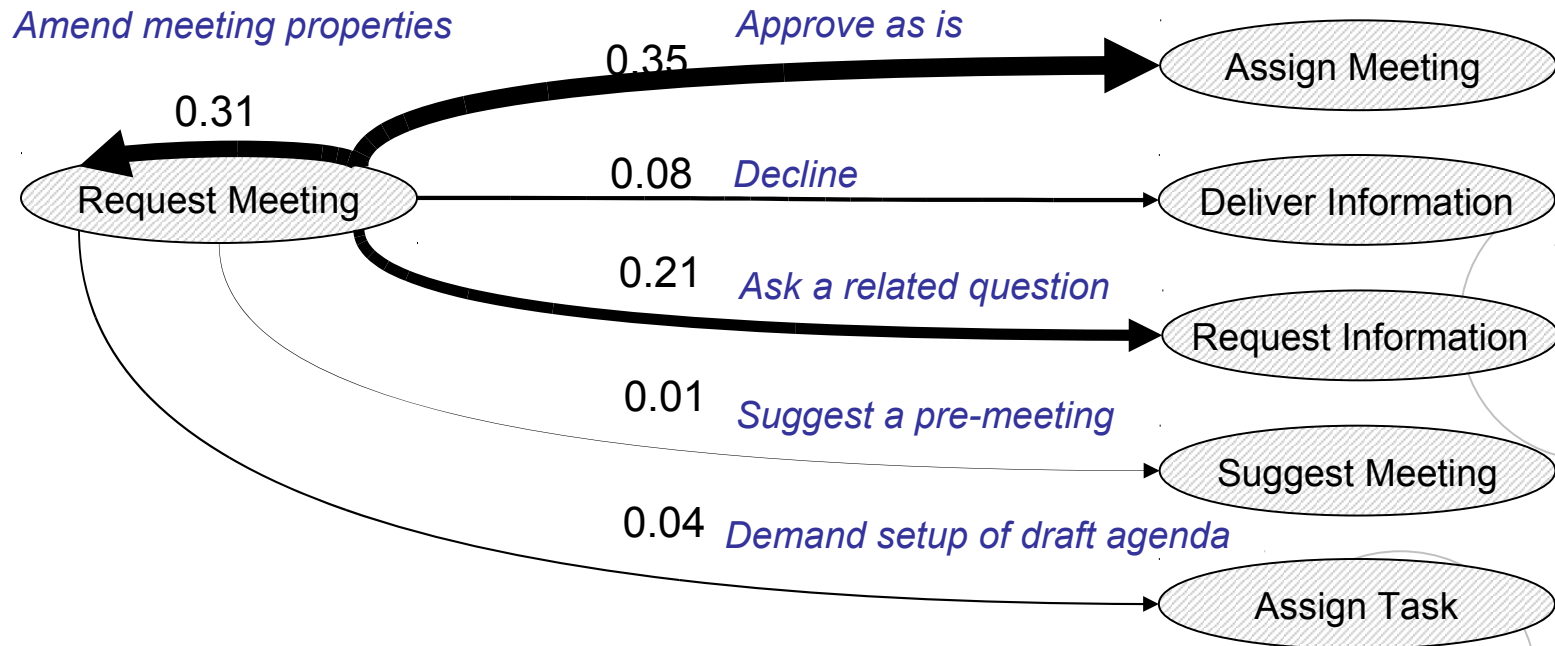 Amend meeting properties
Approve as is
0.35
Assign Meeting
0.31
Request Meeting
0.08
Decline
Deliver Information
0.21
Ask a related question
Request Information
0.01
Suggest a pre-meeting
Suggest Meeting
0.04
Demand setup of draft agenda
Assign Task